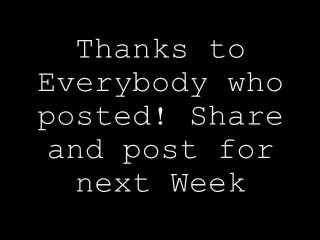 Thanks to
Everybody who
posted! Share
and post for
next Week